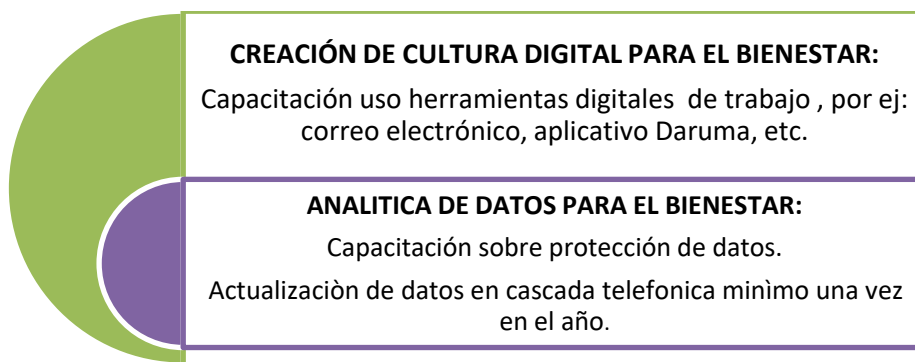 CREACIÓN DE CULTURA DIGITAL PARA EL BIENESTAR:
Capacitación uso herramientas digitales  de trabajo , por ej:
correo electrónico, aplicativo Daruma, etc.
ANALITICA DE DATOS PARA EL BIENESTAR:
Capacitación sobre protección de datos.
Actualizaciòn de datos en cascada telefonica minìmo una vez
en el año.